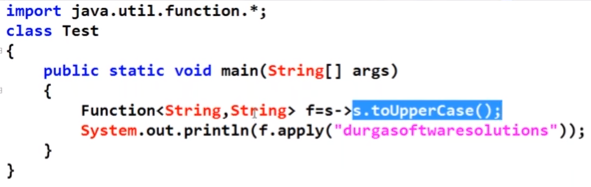 import java.util.function.*;
class Test
{
public static void main(String[] args)
{
Function<String,String> f=s->s.toUpperCase();
System.out.println(f.apply("durgasoftwaresolutions"));
}
}